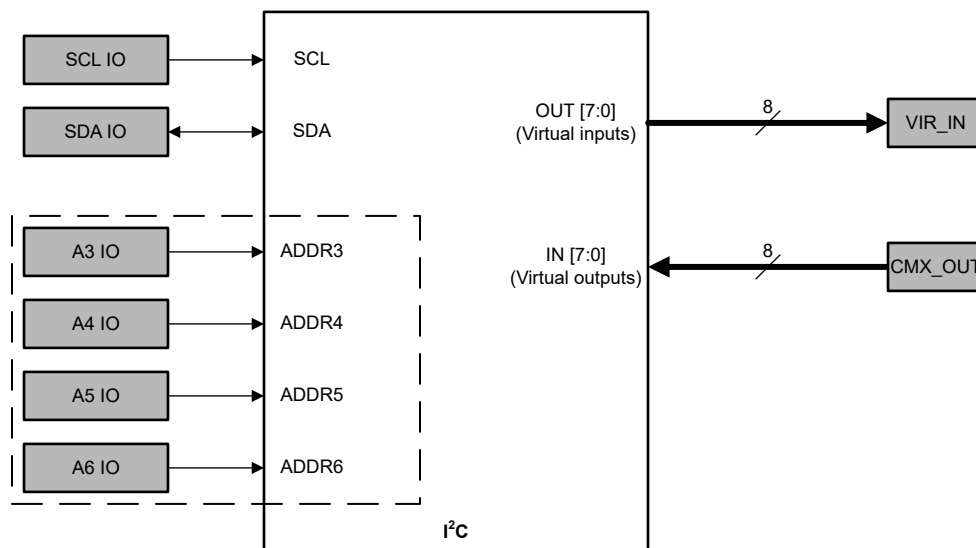 SCL IO
SCL
SDA IO
SDA
OUT [7:0]
(Virtual inputs)
8
VIR_IN
A3 IO
ADDR3
IN [7:0]
(Virtual outputs)
8
CMX_OUT
A4 IO
ADDR4
A5 IO
ADDR5
A6 IO
ADDR6
I²C